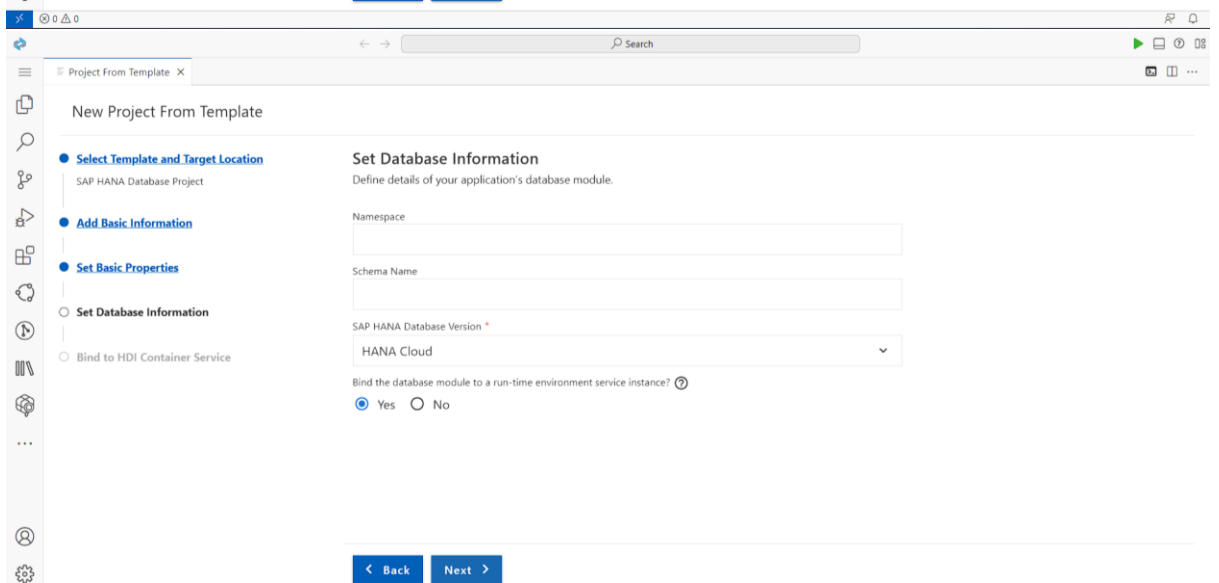 0 0
Search
Project From Template
New Project From Template
Select Template and Target Location
SAP HANA Database Project
Add Basic Information
Set Basic Properties
Set Database Information
Bind to HDI Container Service
Set Database Information
Define details of your application's database module.
Namespace
Schema Name
SAP HANA Database Version *
HANA Cloud
Bind the database module to a run-time environment service instance?
Yes No
Back Next